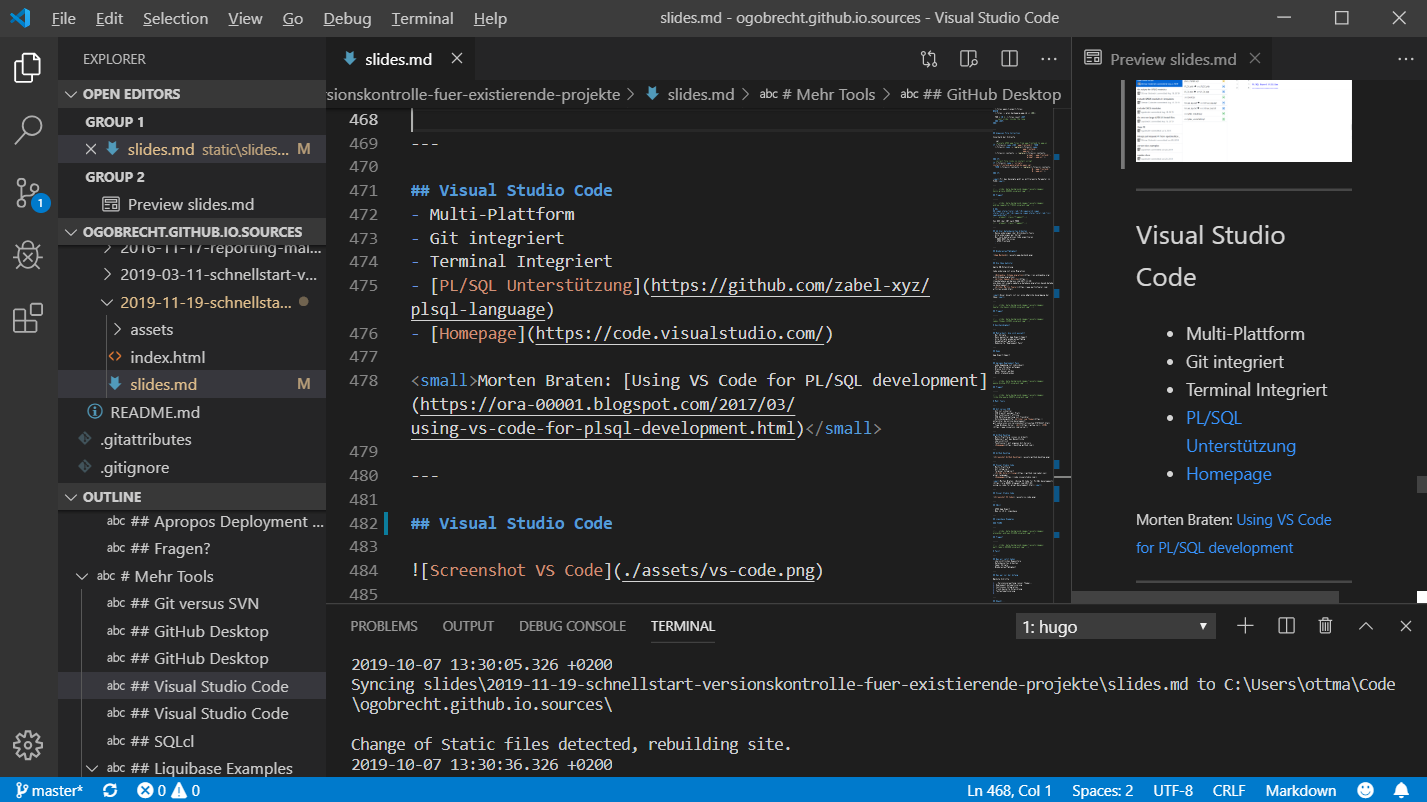 File Edit Selection View Go Debug Terminal Help
slides.md - ogobrecht.github.io.sources - Visual Studio Code
EXPLORER
OPEN EDITORS
GROUP 1
slides.md static\slides... M
GROUP 2
Preview slides.md
OGOBRECHT.GITHUB.IO.SOURCES
2016-11-17-reporting-mai...
2019-03-11-schnellstart-v...
2019-11-19-schnellsta...
assets
index.html
slides.md M
README.md
.gitattributes
.gitignore
OUTLINE
abc ## Apropos Deployment ...
abc ## Fragen?
abc # Mehr Tools
abc ## Git versus SVN
abc ## GitHub Desktop
abc ## GitHub Desktop
abc ## Visual Studio Code
abc ## Visual Studio Code
abc ## SQLcl
abc ## Liquibase Examples
1
slides.md
rsionskontrolle-fuer-existierende-projekte > slides.md > abc # Mehr Tools > abc ## GitHub Desktop
468
469 ---
470
471 ## Visual Studio Code
472 - Multi-Plattform
473 - Git integriert
474 - Terminal Integriert
475 - [PL/SQL Unterstützung](https://github.com/zabel-xyz/
plsql-language)
476 - [Homepage](https://code.visualstudio.com/)
477
478 <small>Morten Braten: [Using VS Code for PL/SQL development]
(https://ora-00001.blogspot.com/2017/03/
using-vs-code-for-plsql-development.html)</small>
479
480 ---
481
482 ## Visual Studio Code
483
484 ![Screenshot VS Code](./assets/vs-code.png)
485
Preview slides.md
Visual Studio
Code
• Multi-Plattform
• Git integriert
• Terminal Integriert
• PL/SQL
Unterstützung
• Homepage
Morten Braten: Using VS Code
for PL/SQL development
PROBLEMS OUTPUT DEBUG CONSOLE TERMINAL
1: hugo
2019-10-07 13:30:05.326 +0200
Syncing slides\2019-11-19-schnellstart-versionskontrolle-fuer-existierende-projekte\slides.md to C:\Users\ottma\Code
\ogobrecht.github.io.sources\
Change of Static files detected, rebuilding site.
2019-10-07 13:30:36.326 +0200
master* 0 0
Ln 468, Col 1 Spaces: 2 UTF-8 CRLF Markdown